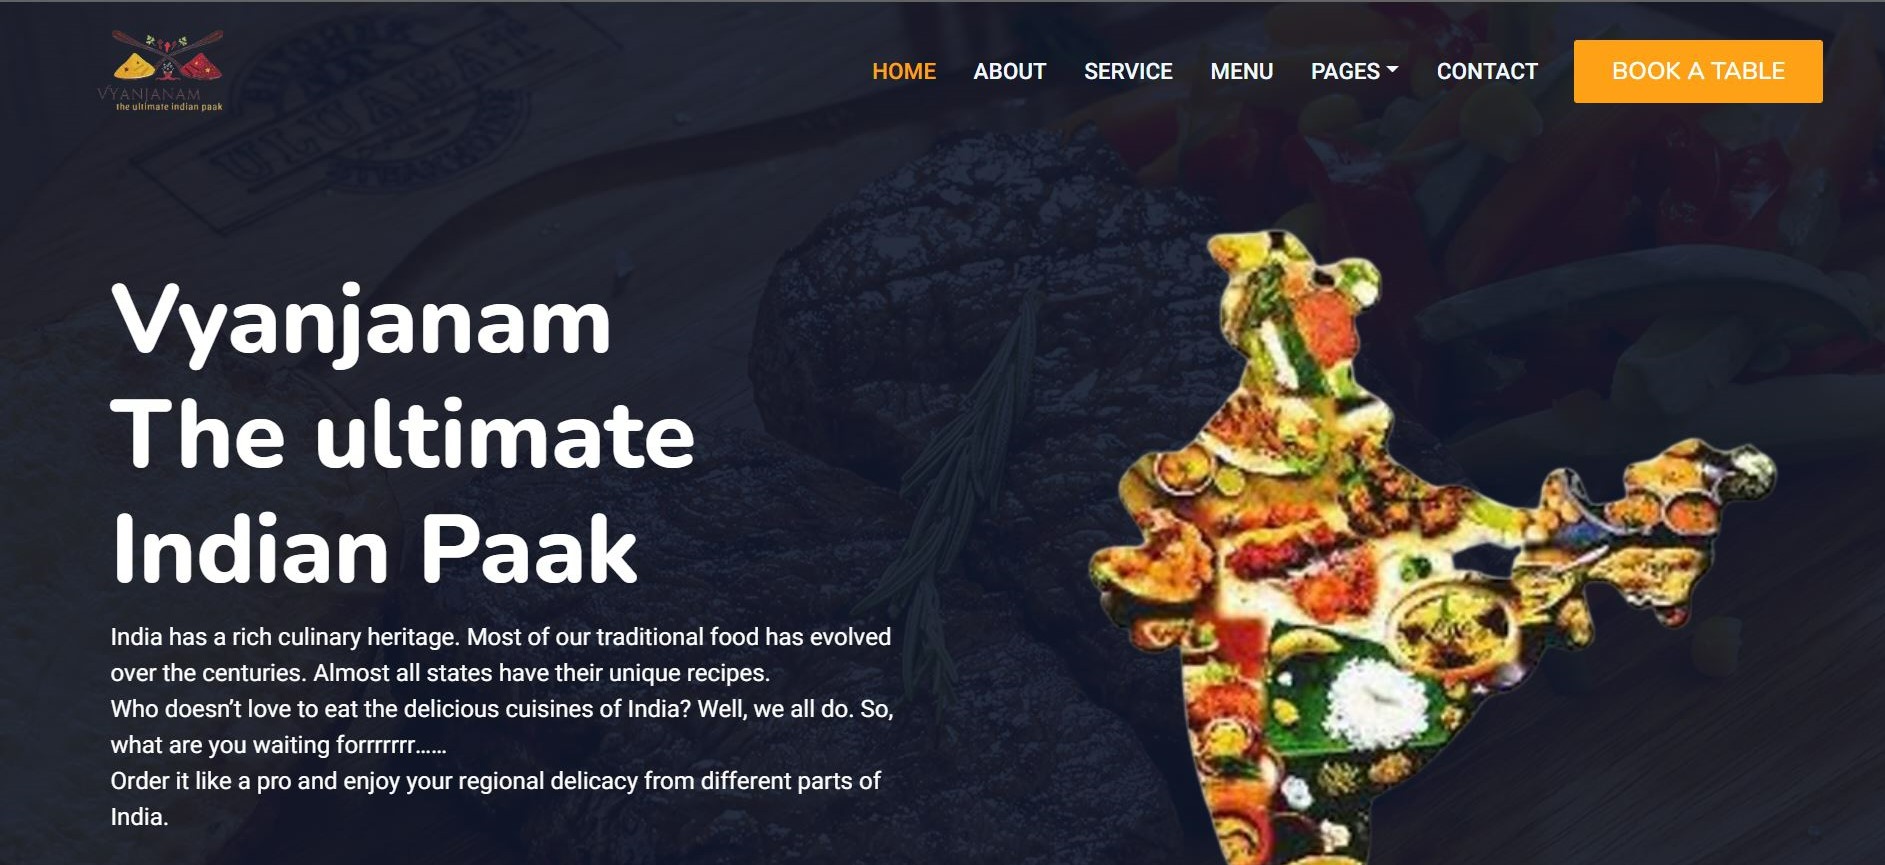 VYANJANAM
the ultimate indian paak
HOME ABOUT SERVICE MENU PAGES CONTACT BOOK A TABLE
Vyanjanam
The ultimate
Indian Paak
India has a rich culinary heritage. Most of our traditional food has evolved
over the centuries. Almost all states have their unique recipes.
Who doesn’t love to eat the delicious cuisines of India? Well, we all do. So,
what are you waiting forrrrrrr......
Order it like a pro and enjoy your regional delicacy from different parts of
India.